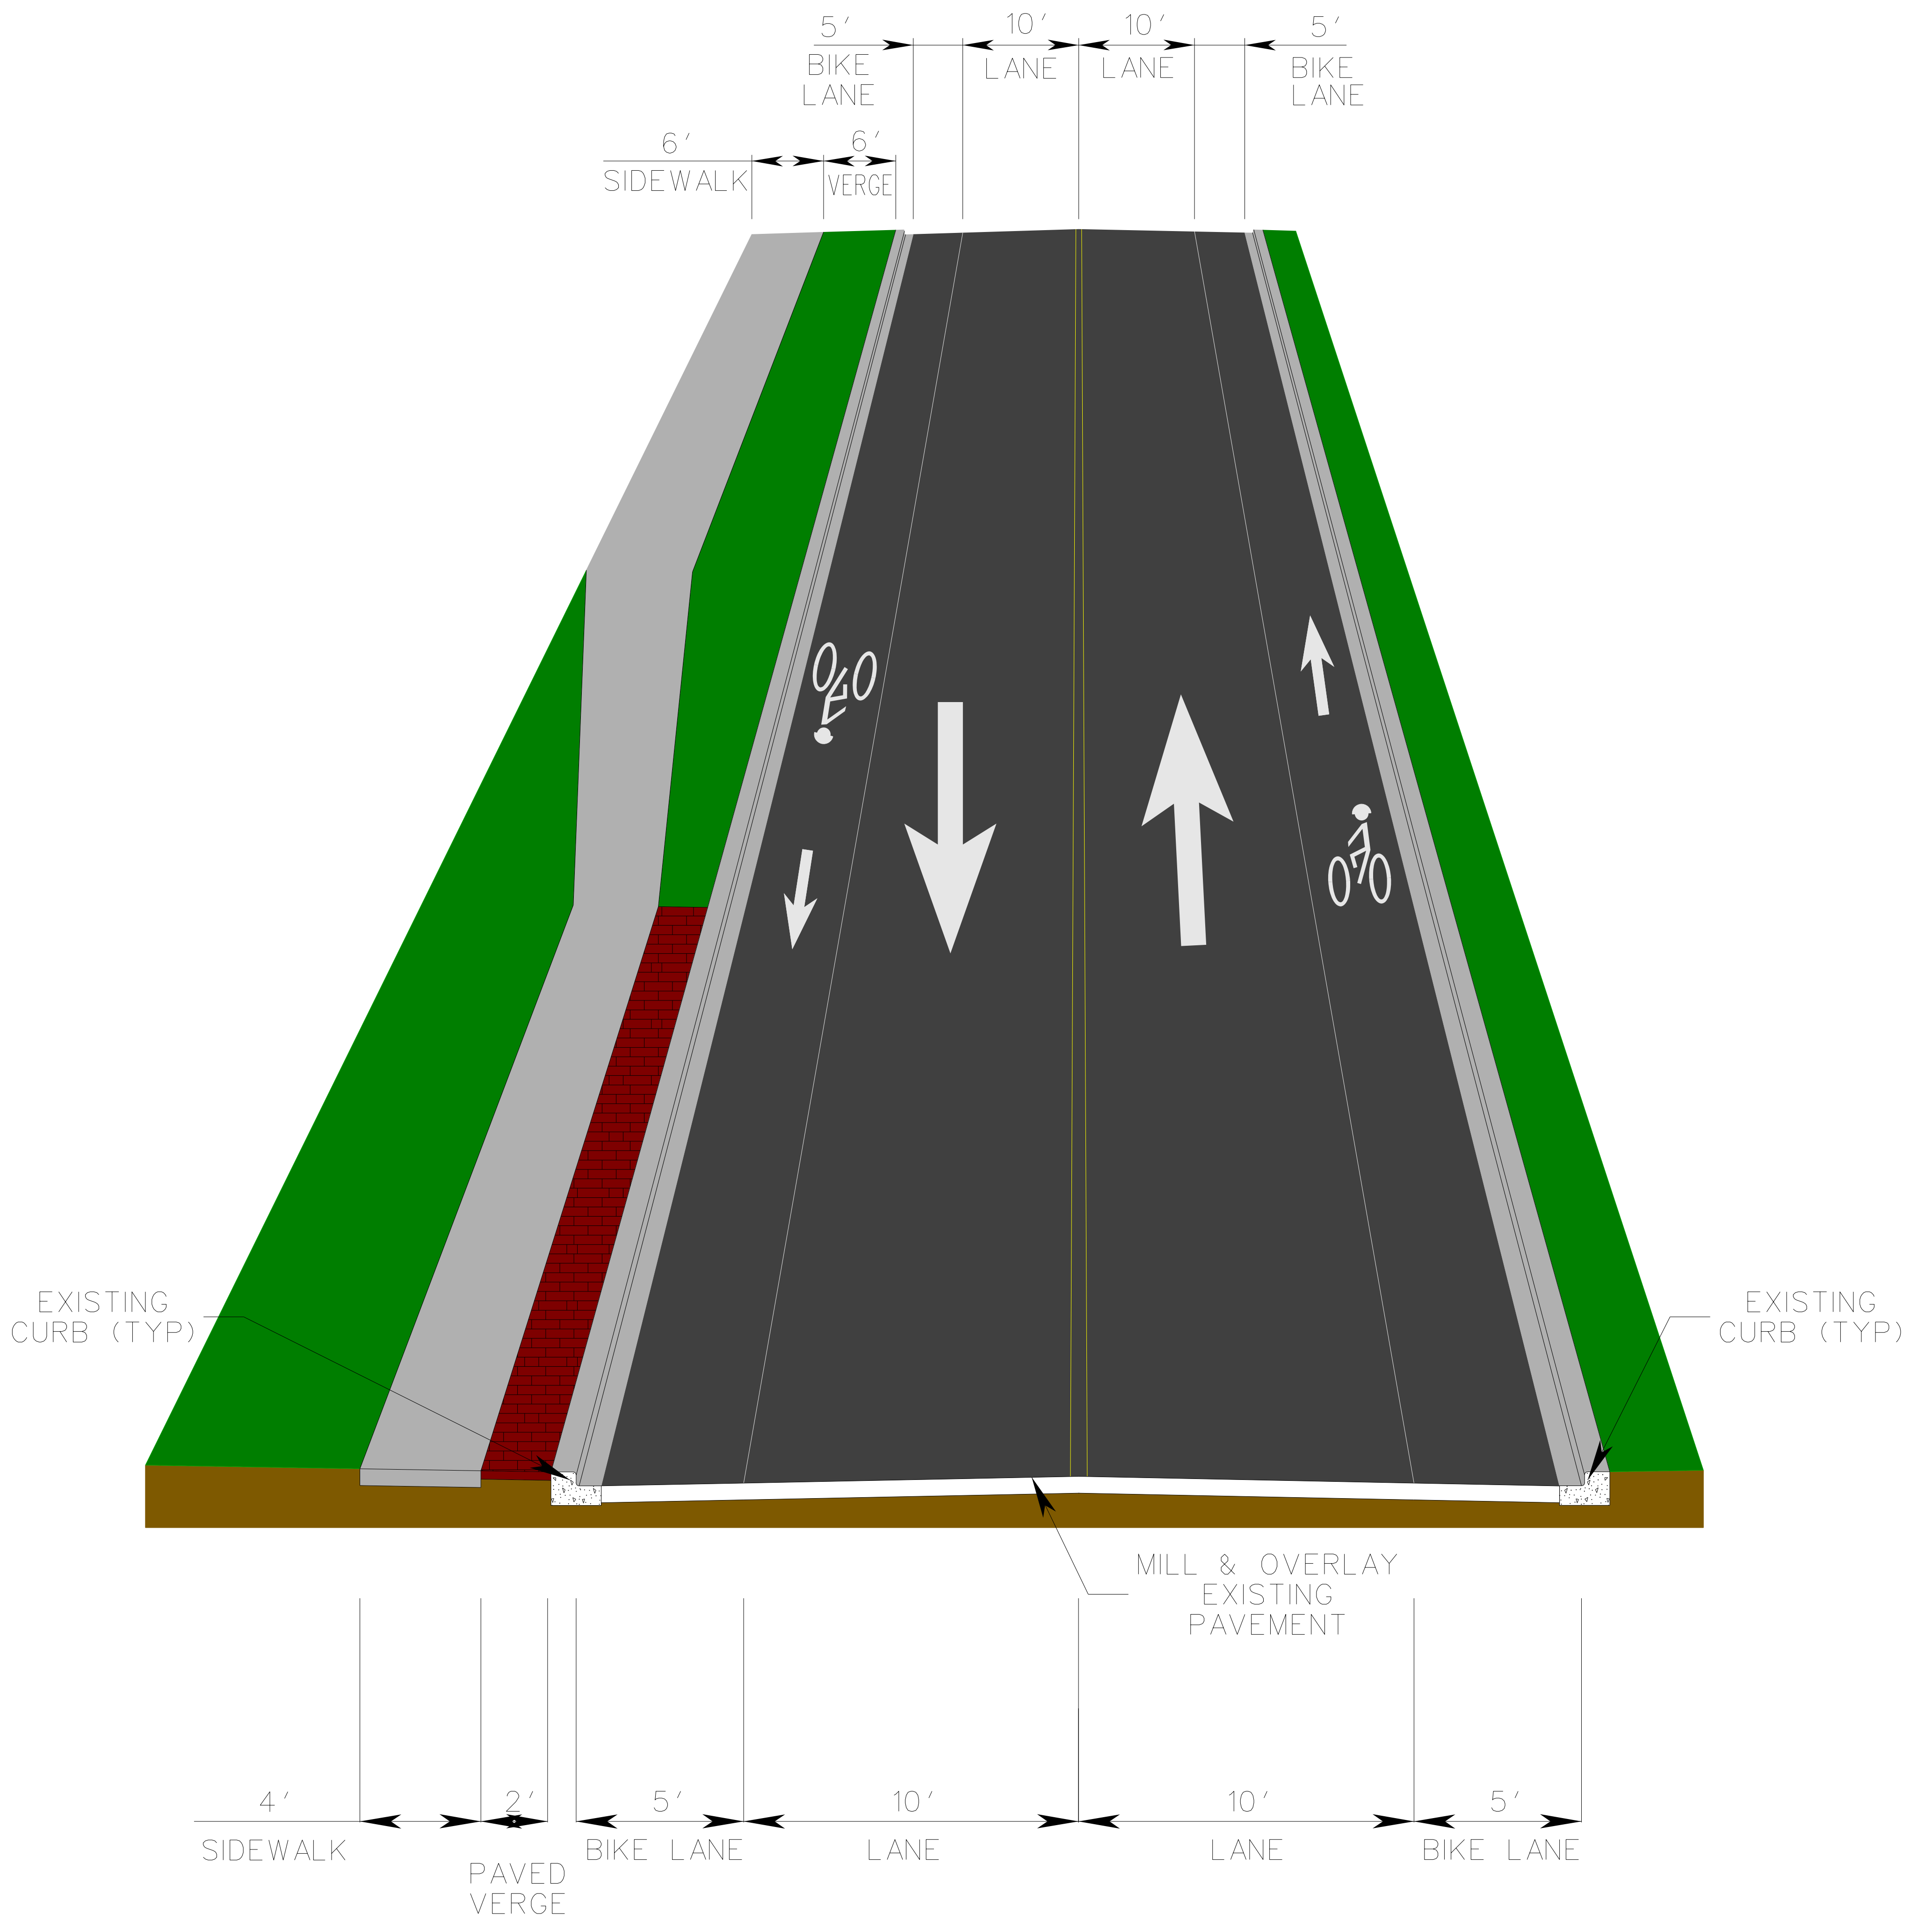 5' 10' 10' 5'
BIKE LANE LANE BIKE
LANE LANE
6' 6'
SIDEWALK VERGE
EXISTING
CURB (TYP)
EXISTING
CURB (TYP)
MILL & OVERLAY
EXISTING
PAVEMENT
4' 2' 5' 10' 10' 5'
SIDEWALK BIKE LANE LANE LANE BIKE LANE
PAVED
VERGE